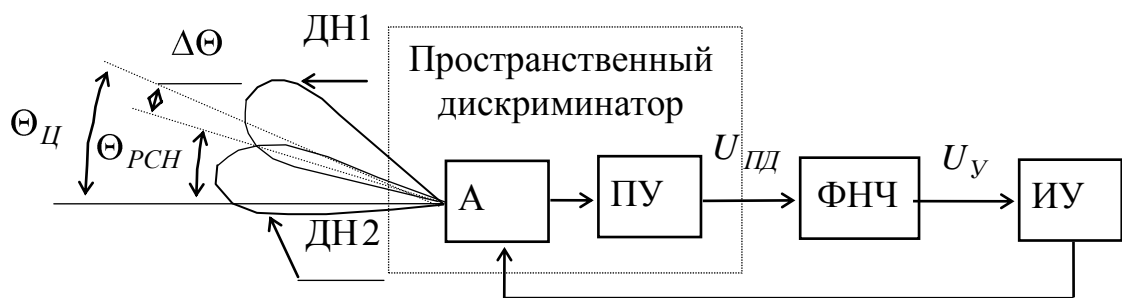 ДН1
ΔΘ
Пространственный
дискриминатор
Θ_Ц
Θ_РСН
U_ПД
U_У
А
ПУ
ФНЧ
ИУ
ДН2